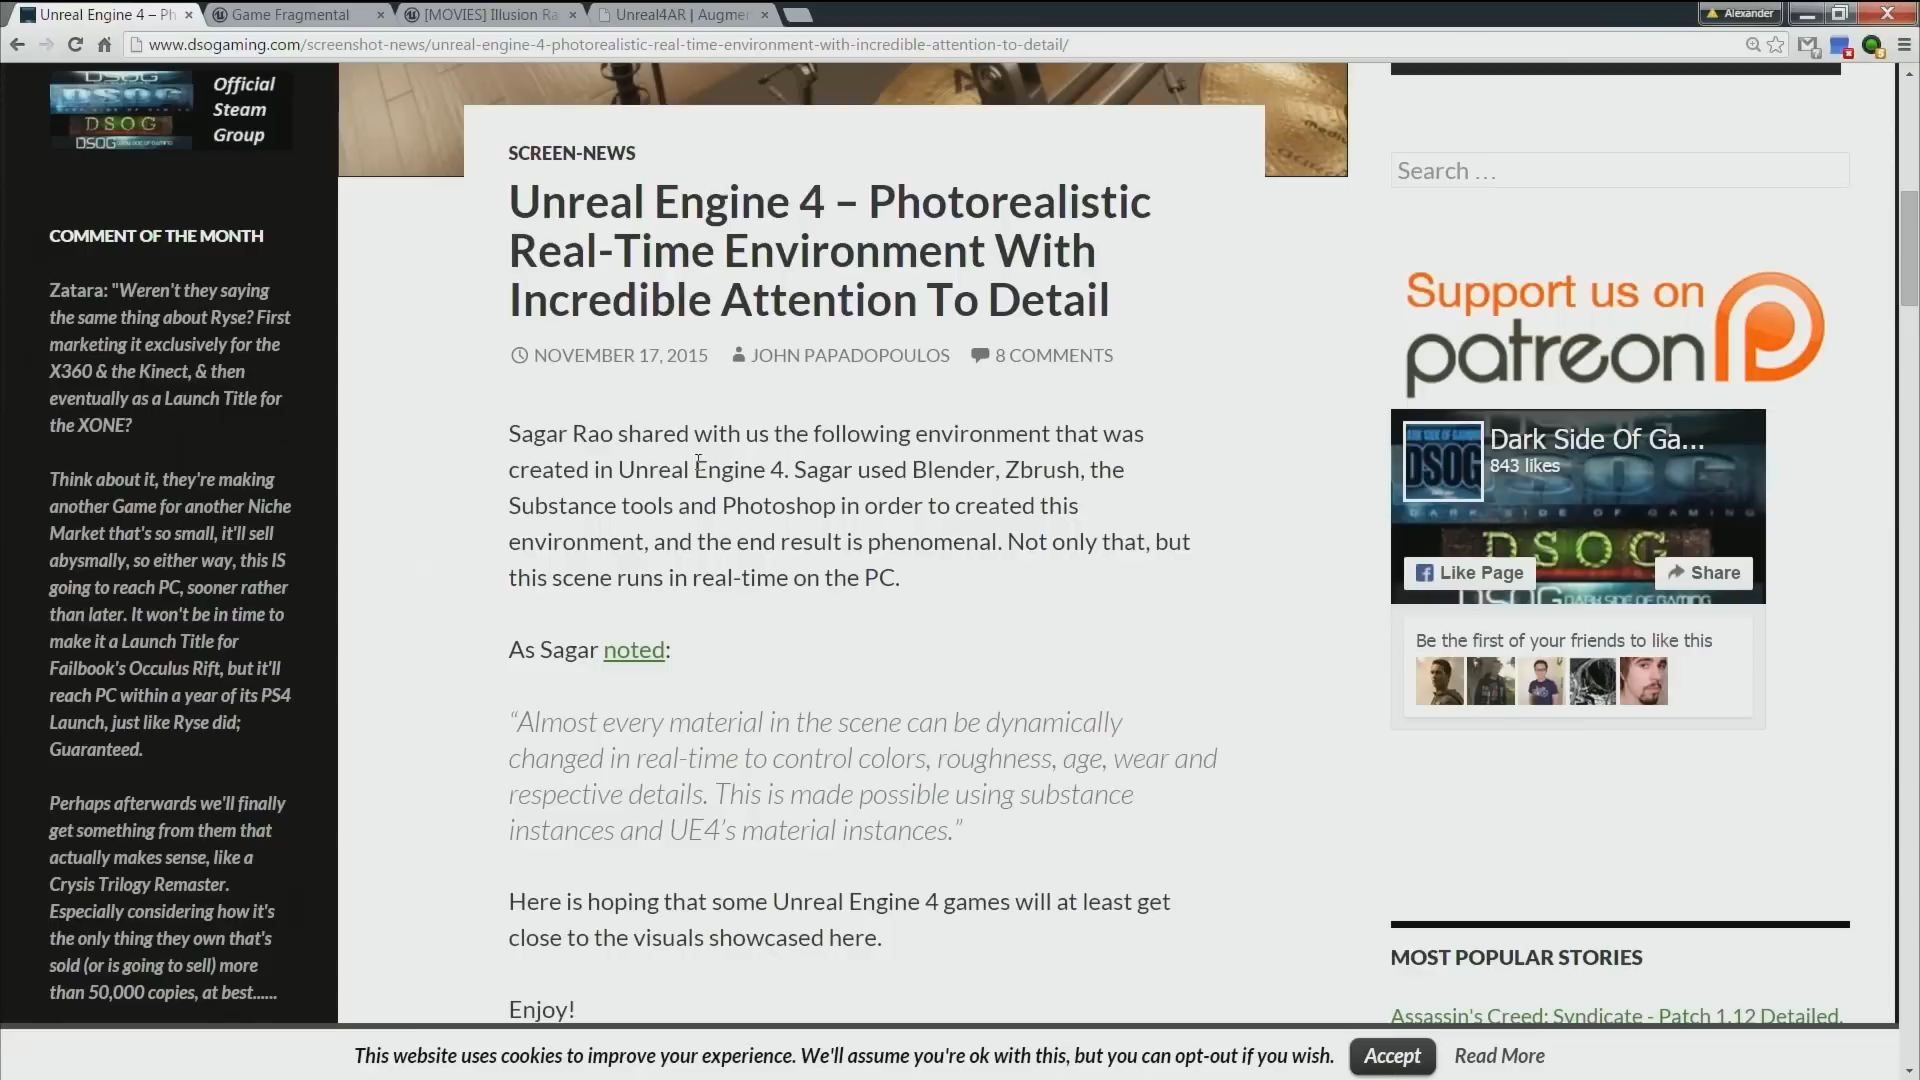 Unreal Engine 4 – Ph
Game Fragmental
[MOVIES] Illusion Ra
Unreal4AR | Augmen
Alexander
www.dsogaming.com/screenshot-news/unreal-engine-4-photorealistic-real-time-environment-with-incredible-attention-to-detail/
DSOG
DSOG
DSOG
Official
Steam
Group
COMMENT OF THE MONTH
Zatara: "Weren't they saying
the same thing about Ryse? First
marketing it exclusively for the
X360 & the Kinect, & then
eventually as a Launch Title for
the XONE?
Think about it, they're making
another Game for another Niche
Market that's so small, it'll sell
abysmally, so either way, this IS
going to reach PC, sooner rather
than later. It won't be in time to
make it a Launch Title for
Failbook's Occulus Rift, but it'll
reach PC within a year of its PS4
Launch, just like Ryse did;
Guaranteed.
Perhaps afterwards we'll finally
get something from them that
actually makes sense, like a
Crysis Trilogy Remaster.
Especially considering how it's
the only thing they own that's
sold (or is going to sell) more
than 50,000 copies, at best......
SCREEN-NEWS
Unreal Engine 4 – Photorealistic
Real-Time Environment With
Incredible Attention To Detail
NOVEMBER 17, 2015 JOHN PAPADOPOULOS 8 COMMENTS
Sagar Rao shared with us the following environment that was
created in Unreal Engine 4. Sagar used Blender, Zbrush, the
Substance tools and Photoshop in order to created this
environment, and the end result is phenomenal. Not only that, but
this scene runs in real-time on the PC.
As Sagar noted:
“Almost every material in the scene can be dynamically
changed in real-time to control colors, roughness, age, wear and
respective details. This is made possible using substance
instances and UE4’s material instances.”
Here is hoping that some Unreal Engine 4 games will at least get
close to the visuals showcased here.
Enjoy!
Search …
Support us on
patreon
DSOG
Dark Side Of Ga...
843 likes
DARK SIDE OF GAMING
DSOG
Like Page
Share
DSOG DARK SIDE OF GAMING
Be the first of your friends to like this
MOST POPULAR STORIES
Assassin's Creed: Syndicate - Patch 1.12 Detailed,
This website uses cookies to improve your experience. We'll assume you're ok with this, but you can opt-out if you wish.
Accept
Read More